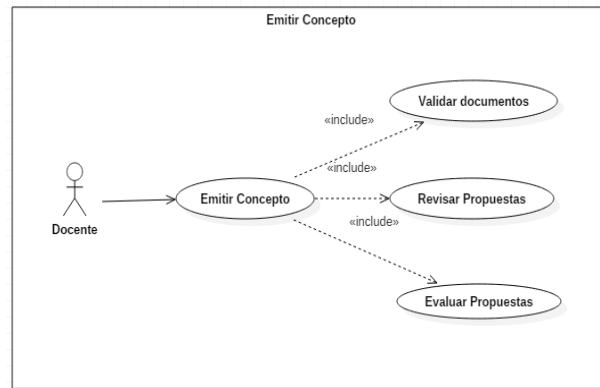 Emitir Concepto
Validar documentos
«include»
«include»
Emitir Concepto
Revisar Propuestas
«include»
Docente
Evaluar Propuestas